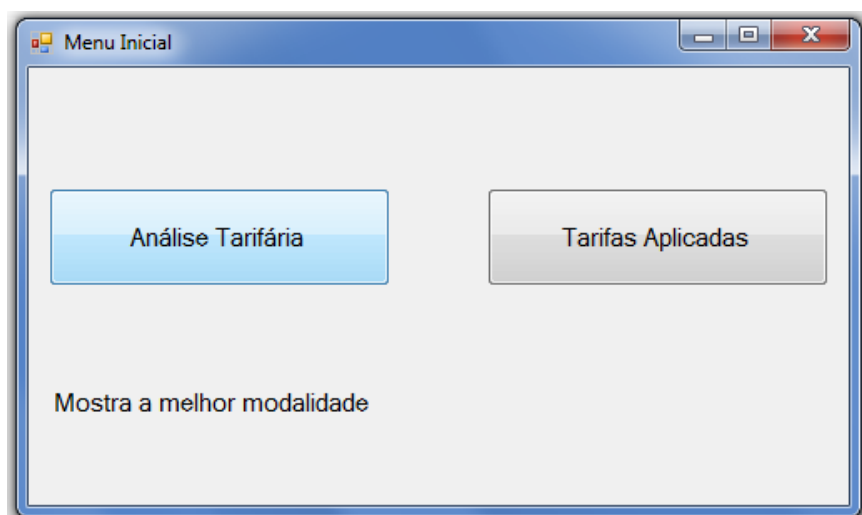 Menu Inicial
Análise Tarifária
Tarifas Aplicadas
Mostra a melhor modalidade